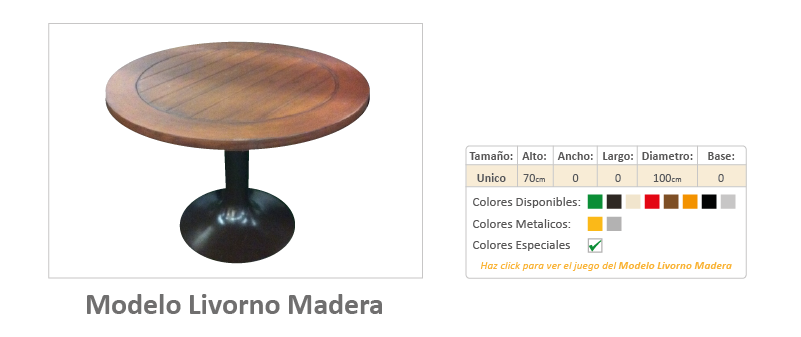 Tamaño: Alto: Ancho: Largo: Diametro: Base:
Unico 70cm 0 0 100cm 0
Colores Disponibles:
Colores Metalicos:
Colores Especiales
Haz click para ver el juego del Modelo Livorno Madera
Modelo Livorno Madera